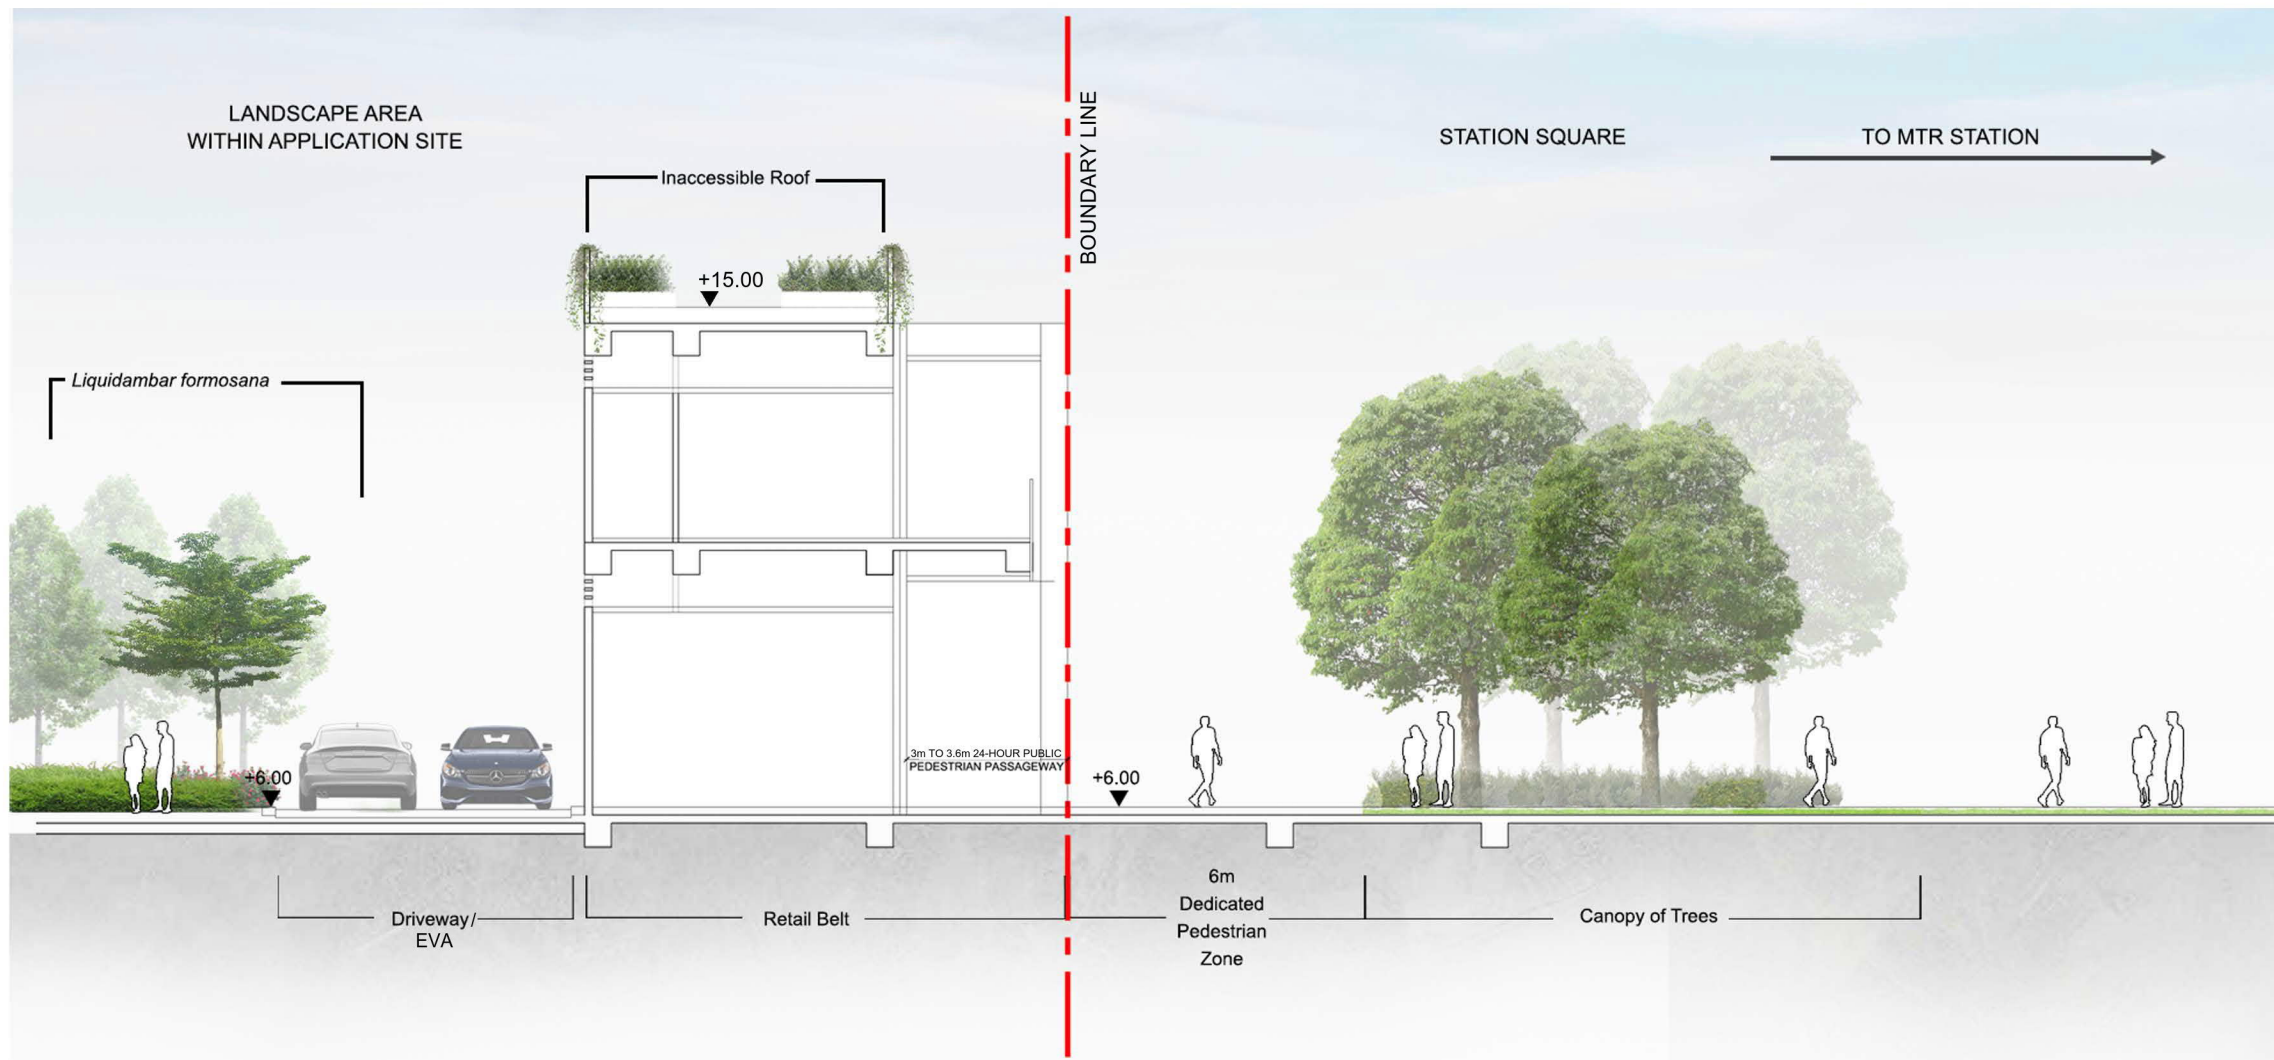 LANDSCAPE AREA
WITHIN APPLICATION SITE
BOUNDARY LINE
STATION SQUARE
TO MTR STATION
Inaccessible Roof
+15.00
Liquidambar formosana
3m TO 3.6m 24-HOUR PUBLIC
PEDESTRIAN PASSAGEWAY
+6.00
+6.00
Driveway/
EVA
Retail Belt
6m
Dedicated
Pedestrian
Zone
Canopy of Trees